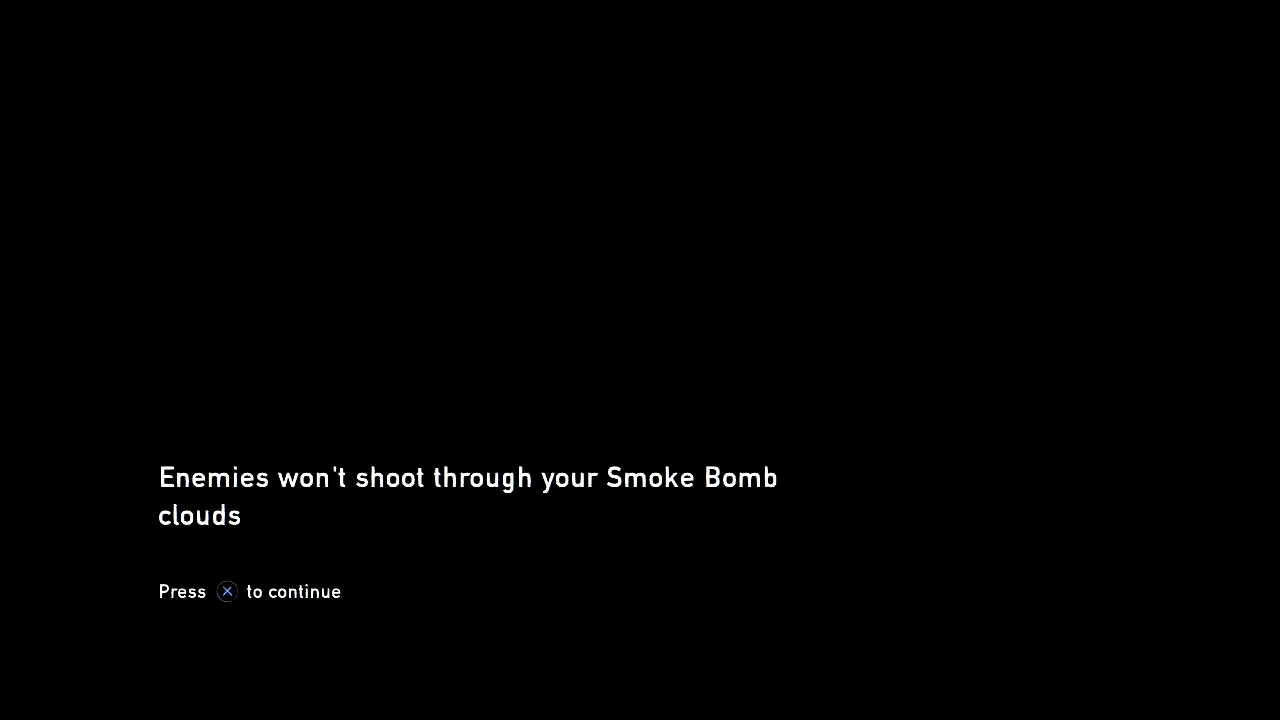 Enemies won't shoot through your Smoke Bomb
clouds
Press ⓧ to continue